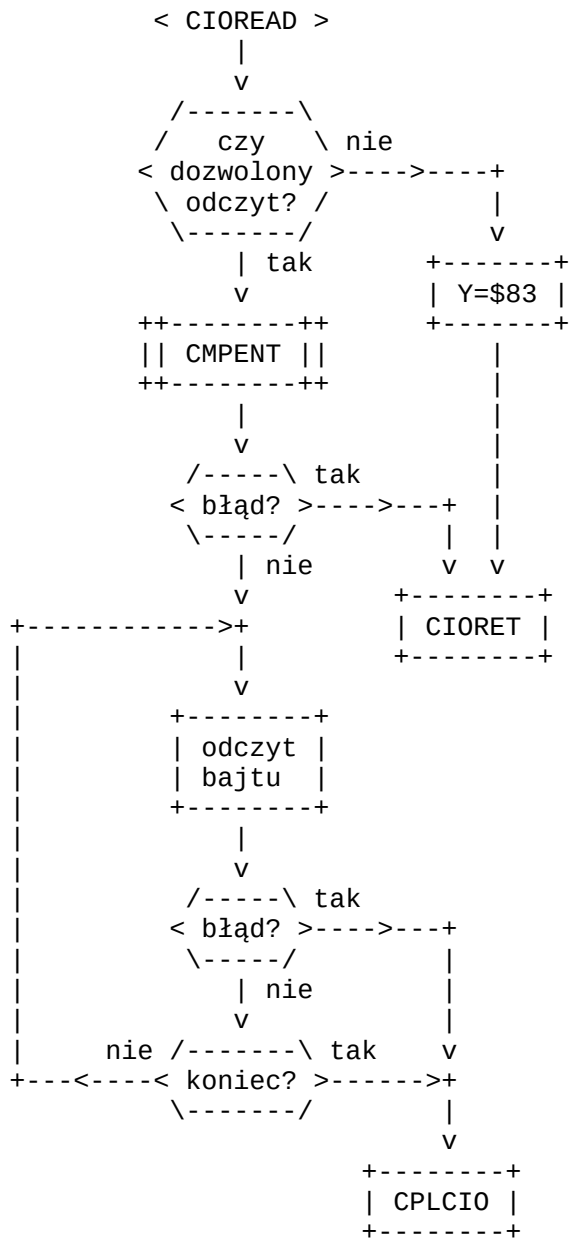 < CIOREAD >
czy nie
< dozwolony >
odczyt?
tak
Y=$83
CMPENT
tak
< błąd? >
nie
CIORET
odczyt
bajtu
tak
< błąd? >
nie
nie tak
< koniec? >
CPLCIO